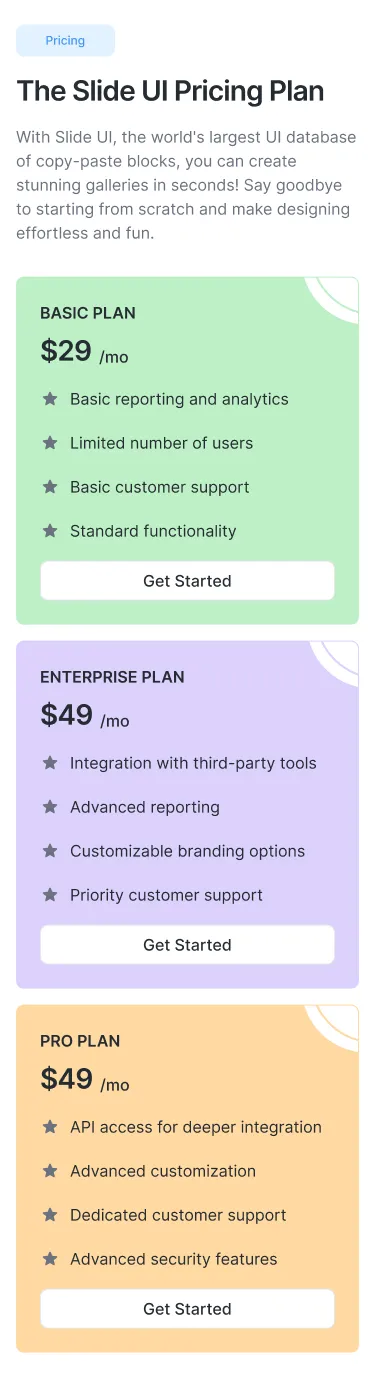 Pricing
The Slide UI Pricing Plan
With Slide UI, the world's largest UI database
of copy-paste blocks, you can create
stunning galleries in seconds! Say goodbye
to starting from scratch and make designing
effortless and fun.
BASIC PLAN
$29 /mo
Basic reporting and analytics
Limited number of users
Basic customer support
Standard functionality
Get Started
ENTERPRISE PLAN
$49 /mo
Integration with third-party tools
Advanced reporting
Customizable branding options
Priority customer support
Get Started
PRO PLAN
$49 /mo
API access for deeper integration
Advanced customization
Dedicated customer support
Advanced security features
Get Started